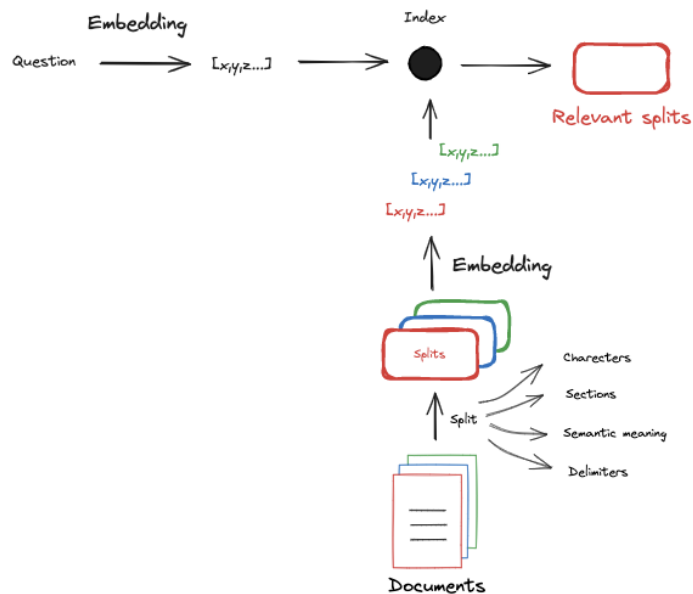 Embedding
Index
Question
[x,y,z...]
Relevant splits
[x,y,z...]
[x,y,z...]
[x,y,z...]
Embedding
Splits
Charecters
Split
Sections
Semantic meaning
Delimiters
Documents